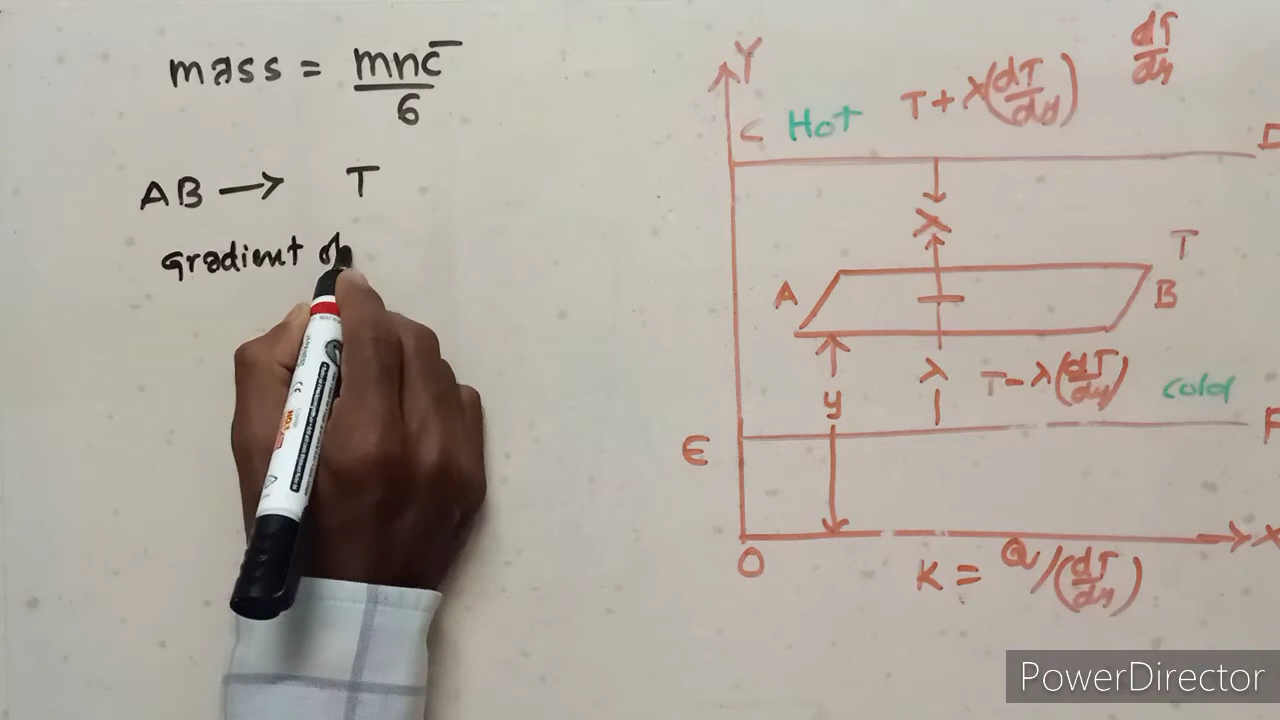 mass = mnc̄/6
AB → T
Gradient of
Y
dT/dy
C Hot T + λ(dT/dy) D
λ
T
A B
λ T - λ(dT/dy) cold
y
E F
O X
K = Q/(dT/dy)
PowerDirector